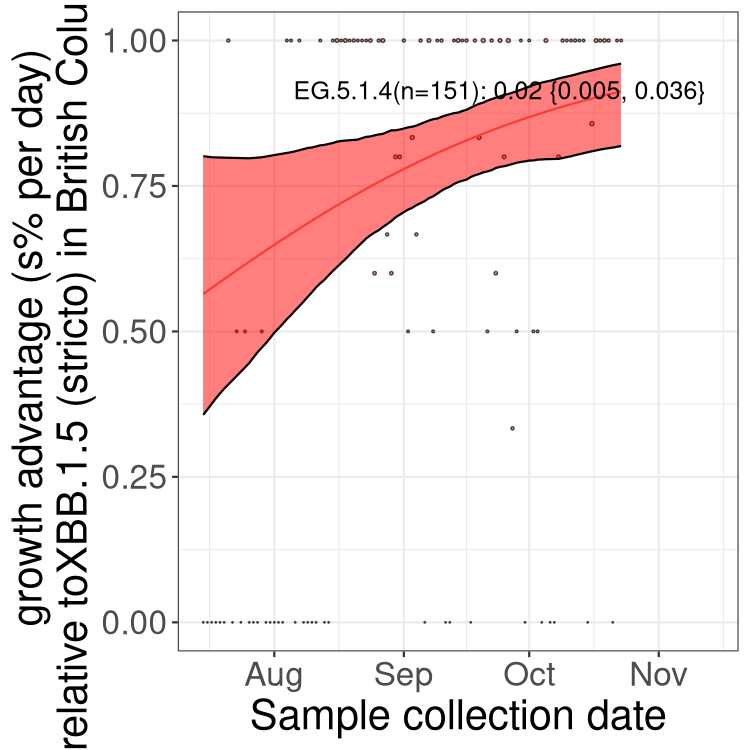 growth advantage (s% per day)
relative toXBB.1.5 (stricto) in British Colu
1.00
0.75
0.50
0.25
0.00
EG.5.1.4(n=151): 0.02 {0.005, 0.036}
Aug Sep Oct Nov
Sample collection date